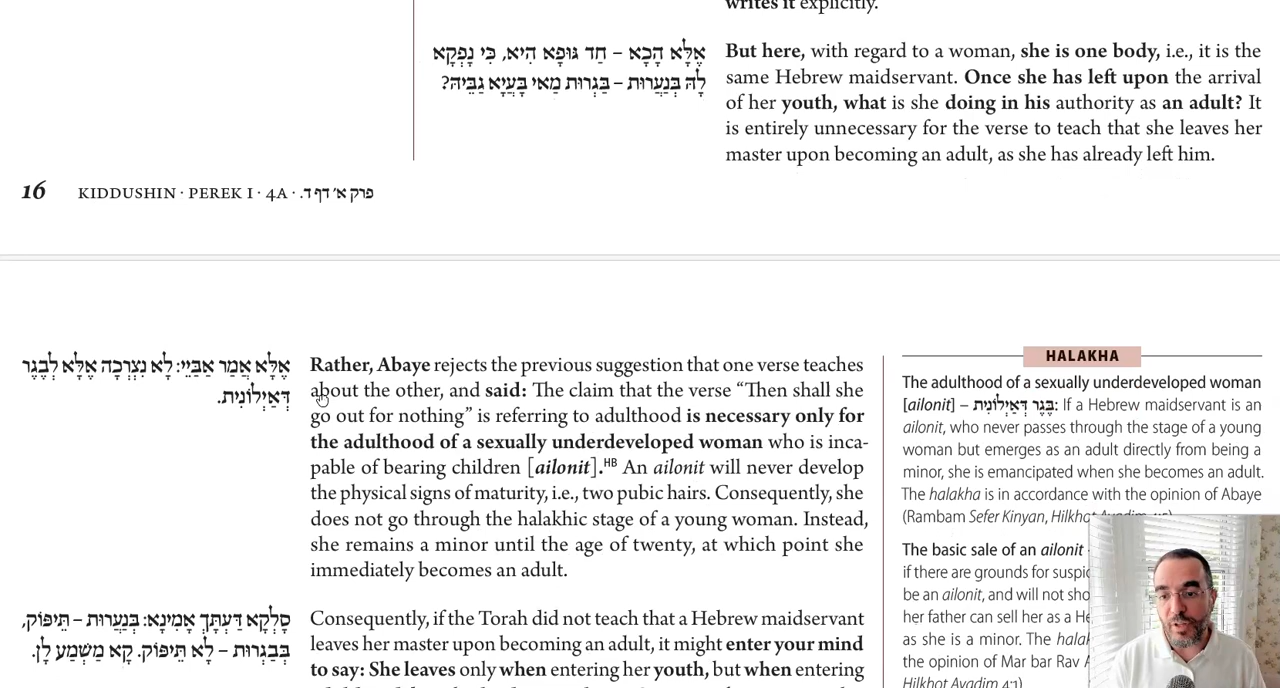 writes it explicitly.
אֶלָּא הָכָא – חַד גּוּפָא הִיא, כִּי נָפְקָא
לָהּ בְּנַעֲרוּת – בַּגְרוּת מַאי בָּעֲיָא גַּבֵּיהּ?
But here, with regard to a woman, she is one body, i.e., it is the
same Hebrew maidservant. Once she has left upon the arrival
of her youth, what is she doing in his authority as an adult? It
is entirely unnecessary for the verse to teach that she leaves her
master upon becoming an adult, as she has already left him.
16 KIDDUSHIN · PEREK I · 4A · פרק א׳ דף ד.
אֶלָּא אֲמַר אַבַּיֵי: לָא נִצְרְכָה אֶלָּא לְבֶגֶר
דְּאַיְלוֹנִית.
Rather, Abaye rejects the previous suggestion that one verse teaches
about the other, and said: The claim that the verse “Then shall she
go out for nothing” is referring to adulthood is necessary only for
the adulthood of a sexually underdeveloped woman who is inca-
pable of bearing children [ailonit].HB An ailonit will never develop
the physical signs of maturity, i.e., two pubic hairs. Consequently, she
does not go through the halakhic stage of a young woman. Instead,
she remains a minor until the age of twenty, at which point she
immediately becomes an adult.
סָלְקָא דַּעְתָּךְ אָמֵינָא: בְּנַעֲרוּת – תִּיפּוֹק,
בְּבַגְרוּת – לָא תִּיפּוֹק. קָא מַשְׁמַע לַן.
Consequently, if the Torah did not teach that a Hebrew maidservant
leaves her master upon becoming an adult, it might enter your mind
to say: She leaves only when entering her youth, but when entering
HALAKHA
The adulthood of a sexually underdeveloped woman
[ailonit] – בֶּגֶר דְּאַיְלוֹנִית: If a Hebrew maidservant is an
ailonit, who never passes through the stage of a young
woman but emerges as an adult directly from being a
minor, she is emancipated when she becomes an adult.
The halakha is in accordance with the opinion of Abaye
(Rambam Sefer Kinyan,
The basic sale of an ailonit
if there are grounds for
be an ailonit, and will not
her father can sell her as a
as she is a minor. The
the opinion of Mar bar Rav
Hilkhot Avadim 4:1)